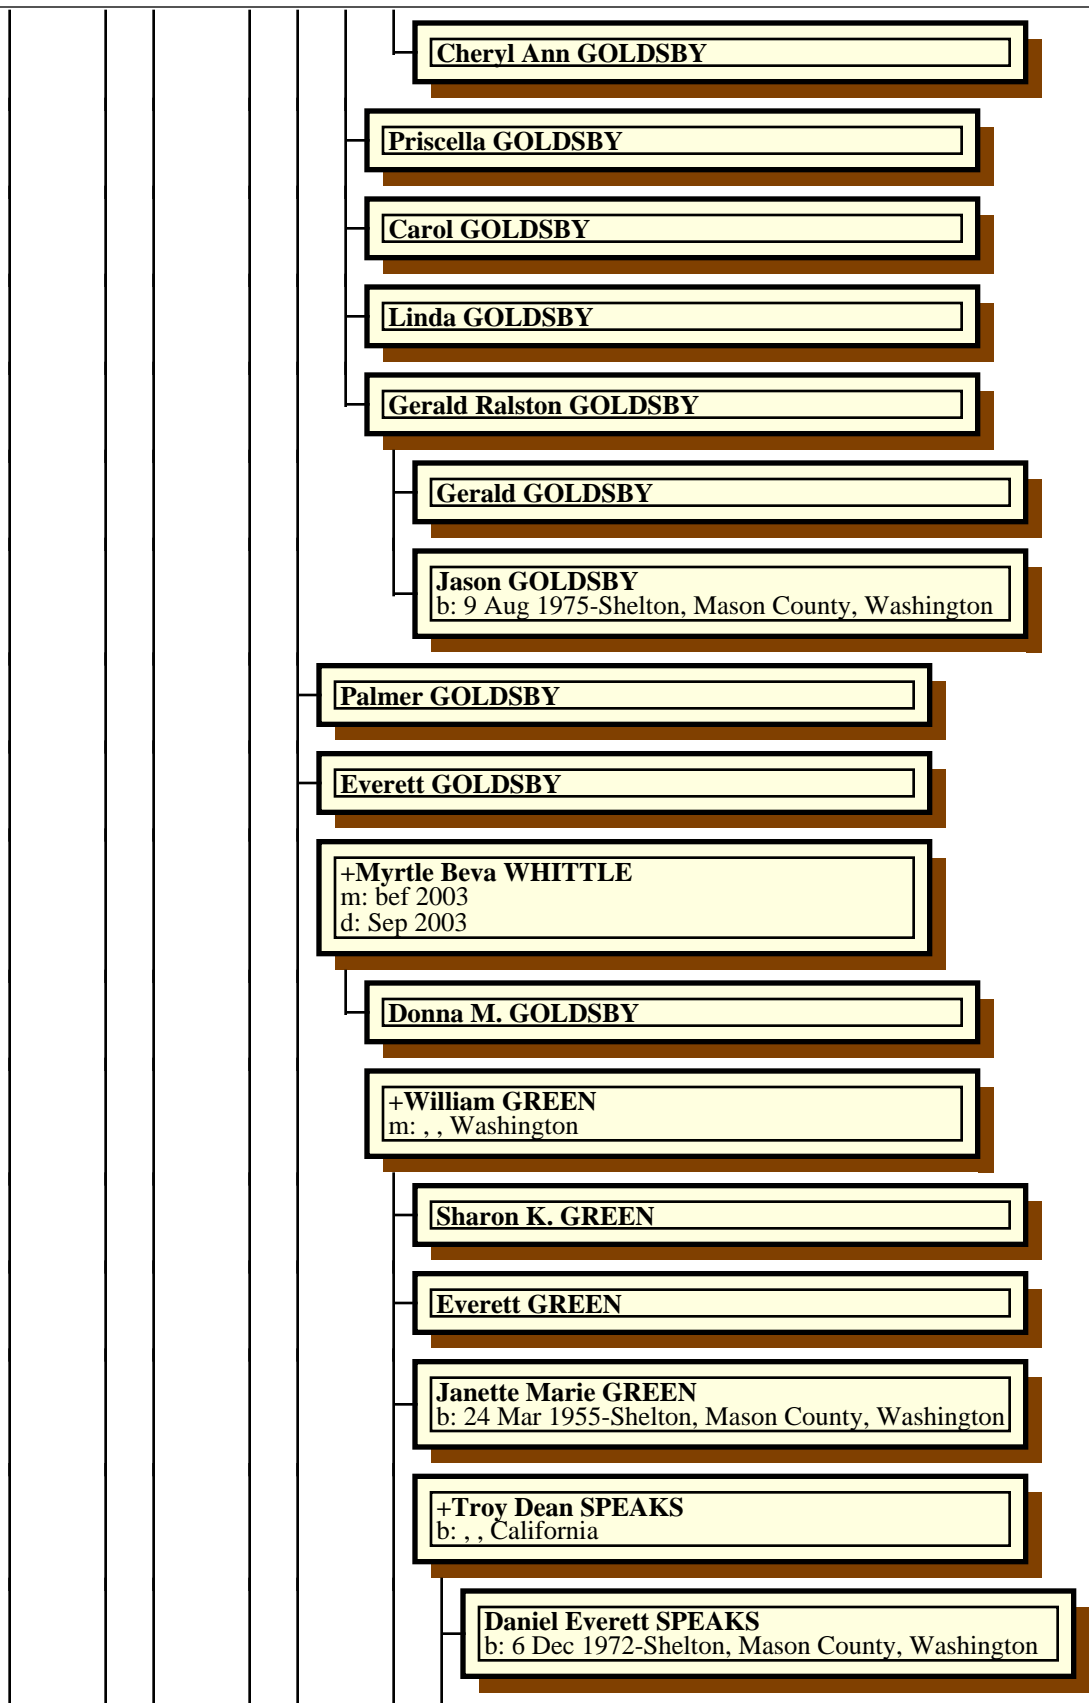 Cheryl Ann GOLDSBY
Priscella GOLDSBY
Carol GOLDSBY
Linda GOLDSBY
Gerald Ralston GOLDSBY
Gerald GOLDSBY
Jason GOLDSBY
b: 9 Aug 1975-Shelton, Mason County, Washington
Palmer GOLDSBY
Everett GOLDSBY
+Myrtle Beva WHITTLE
m: bef 2003
d: Sep 2003
Donna M. GOLDSBY
+William GREEN
m: , , Washington
Sharon K. GREEN
Everett GREEN
Janette Marie GREEN
b: 24 Mar 1955-Shelton, Mason County, Washington
+Troy Dean SPEAKS
b: , , California
Daniel Everett SPEAKS
b: 6 Dec 1972-Shelton, Mason County, Washington